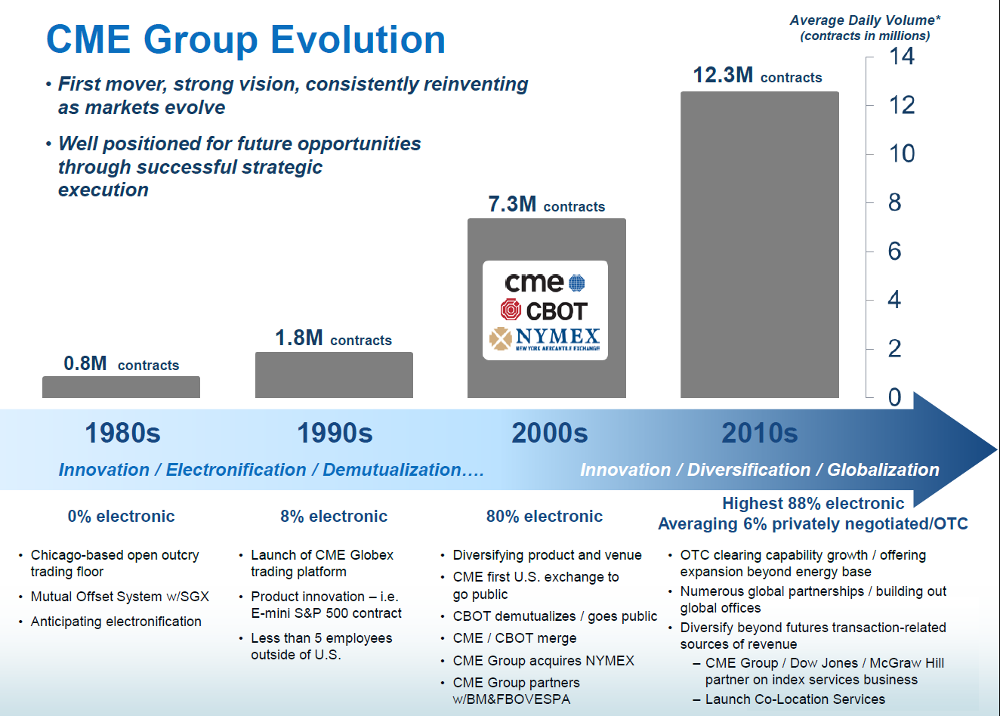 CME Group Evolution
• First mover, strong vision, consistently reinventing
as markets evolve
• Well positioned for future opportunities
through successful strategic
execution
Average Daily Volume*
(contracts in millions)
14
12
10
8
6
4
2
0
0.8M contracts
1.8M contracts
7.3M contracts
12.3M contracts
cme
CBOT
NYMEX
NEW YORK MERCANTILE EXCHANGE
1980s
1990s
2000s
2010s
Innovation / Electronification / Demutualization….
Innovation / Diversification / Globalization
0% electronic
• Chicago-based open outcry
trading floor
• Mutual Offset System w/SGX
• Anticipating electronification
8% electronic
• Launch of CME Globex
trading platform
• Product innovation – i.e.
E-mini S&P 500 contract
• Less than 5 employees
outside of U.S.
80% electronic
• Diversifying product and venue
• CME first U.S. exchange to
go public
• CBOT demutualizes / goes public
• CME / CBOT merge
• CME Group acquires NYMEX
• CME Group partners
w/BM&FBOVESPA
Highest 88% electronic
Averaging 6% privately negotiated/OTC
• OTC clearing capability growth / offering
expansion beyond energy base
• Numerous global partnerships / building out
global offices
• Diversify beyond futures transaction-related
sources of revenue
– CME Group / Dow Jones / McGraw Hill
partner on index services business
– Launch Co-Location Services